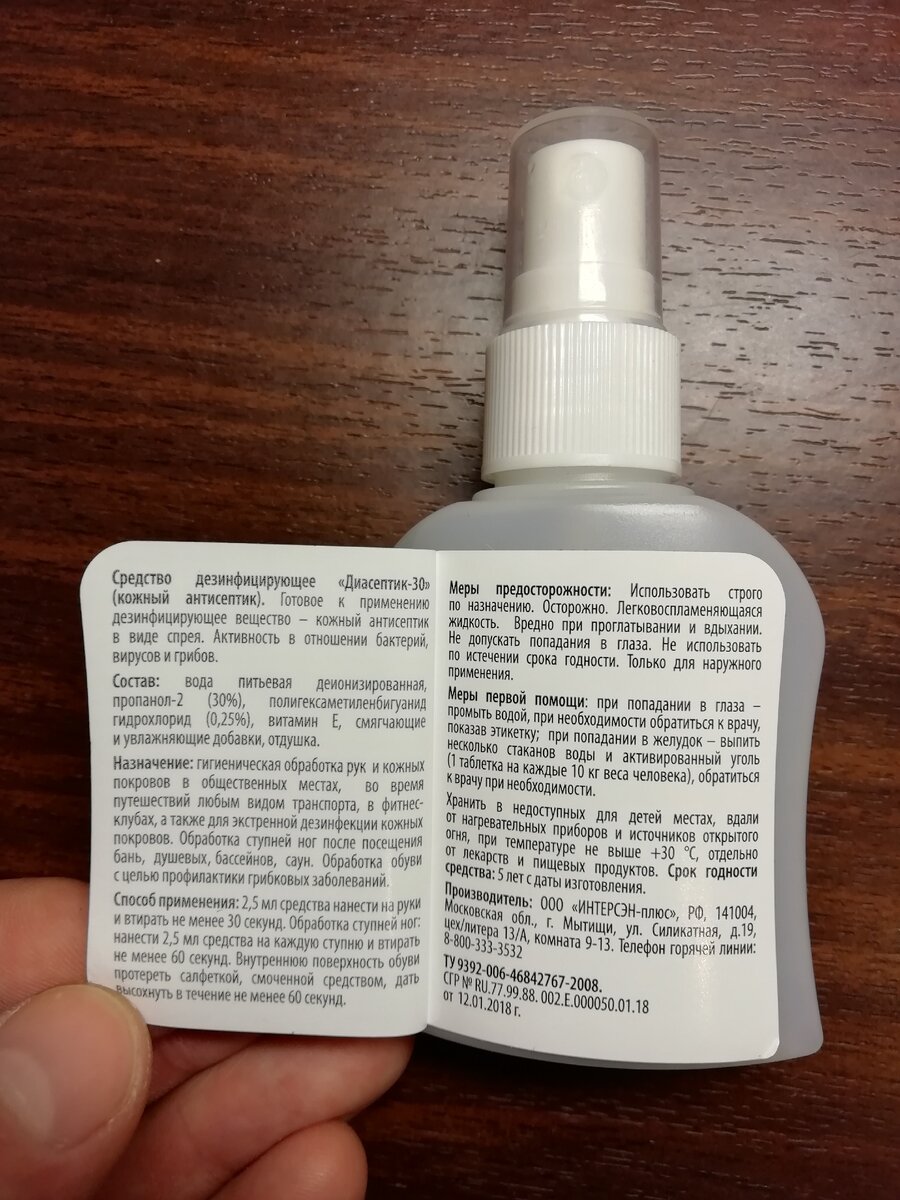 Средство дезинфицирующее «Диасептик-30»
(кожный антисептик). Готовое к применению
дезинфицирующее вещество – кожный антисептик
в виде спрея. Активность в отношении бактерий,
вирусов и грибов.
Состав: вода питьевая деионизированная,
пропанол-2 (30%), полигексаметиленбигуанид
гидрохлорид (0,25%), витамин Е, смягчающие
и увлажняющие добавки, отдушка.
Назначение: гигиеническая обработка рук и кожных
покровов в общественных местах, во время
путешествий любым видом транспорта, в фитнес-
клубах, а также для экстренной дезинфекции кожных
покровов. Обработка ступней ног после посещения
бань, душевых, бассейнов, саун. Обработка обуви
с целью профилактики грибковых заболеваний.
Способ применения: 2,5 мл средства нанести на руки
и втирать не менее 30 секунд. Обработка ступней ног:
нанести 2,5 мл средства на каждую ступню и втирать
не менее 60 секунд. Внутреннюю поверхность обуви
протереть салфеткой, смоченной средством, дать
высохнуть в течение не менее 60 секунд.
Меры предосторожности: Использовать строго
по назначению. Осторожно. Легковоспламеняющаяся
жидкость. Вредно при проглатывании и вдыхании.
Не допускать попадания в глаза. Не использовать
по истечении срока годности. Только для наружного
применения.
Меры первой помощи: при попадании в глаза –
промыть водой, при необходимости обратиться к врачу,
показав этикетку; при попадании в желудок – выпить
несколько стаканов воды и активированный уголь
(1 таблетка на каждые 10 кг веса человека), обратиться
к врачу при необходимости.
Хранить в недоступных для детей местах, вдали
от нагревательных приборов и источников открытого
огня, при температуре не выше +30 °С, отдельно
от лекарств и пищевых продуктов. Срок годности
средства: 5 лет с даты изготовления.
Производитель: ООО «ИНТЕРСЭН-плюс», РФ, 141004,
Московская обл., г. Мытищи, ул. Силикатная, д.19,
цех/литера 13/А, комната 9-13. Телефон горячей линии:
8-800-333-3532
ТУ 9392-006-46842767-2008.
СГР № RU.77.99.88. 002.Е.000050.01.18
от 12.01.2018 г.